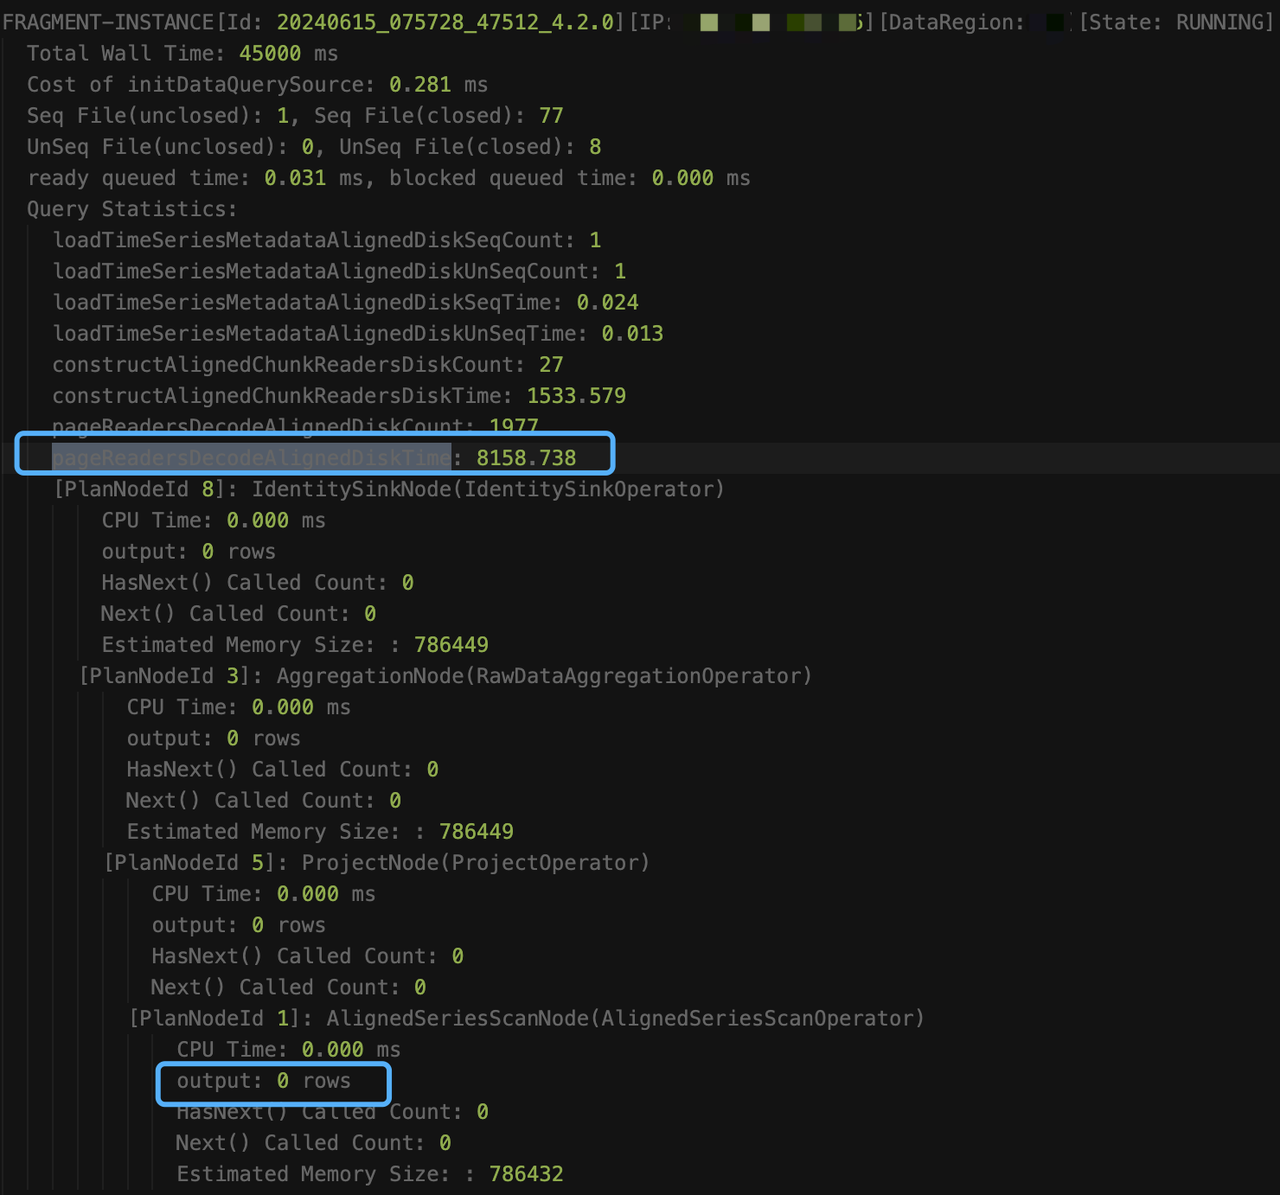 FRAGMENT-INSTANCE[Id: 20240615_075728_47512_4.2.0][IP: ][DataRegion: ][State: RUNNING]
Total Wall Time: 45000 ms
Cost of initDataQuerySource: 0.281 ms
Seq File(unclosed): 1, Seq File(closed): 77
UnSeq File(unclosed): 0, UnSeq File(closed): 8
ready queued time: 0.031 ms, blocked queued time: 0.000 ms
Query Statistics:
loadTimeSeriesMetadataAlignedDiskSeqCount: 1
loadTimeSeriesMetadataAlignedDiskUnSeqCount: 1
loadTimeSeriesMetadataAlignedDiskSeqTime: 0.024
loadTimeSeriesMetadataAlignedDiskUnSeqTime: 0.013
constructAlignedChunkReadersDiskCount: 27
constructAlignedChunkReadersDiskTime: 1533.579
pageReadersDecodeAlignedDiskCount: 1977
pageReadersDecodeAlignedDiskTime: 8158.738
[PlanNodeId 8]: IdentitySinkNode(IdentitySinkOperator)
CPU Time: 0.000 ms
output: 0 rows
HasNext() Called Count: 0
Next() Called Count: 0
Estimated Memory Size: : 786449
[PlanNodeId 3]: AggregationNode(RawDataAggregationOperator)
CPU Time: 0.000 ms
output: 0 rows
HasNext() Called Count: 0
Next() Called Count: 0
Estimated Memory Size: : 786449
[PlanNodeId 5]: ProjectNode(ProjectOperator)
CPU Time: 0.000 ms
output: 0 rows
HasNext() Called Count: 0
Next() Called Count: 0
[PlanNodeId 1]: AlignedSeriesScanNode(AlignedSeriesScanOperator)
CPU Time: 0.000 ms
output: 0 rows
HasNext() Called Count: 0
Next() Called Count: 0
Estimated Memory Size: : 786432